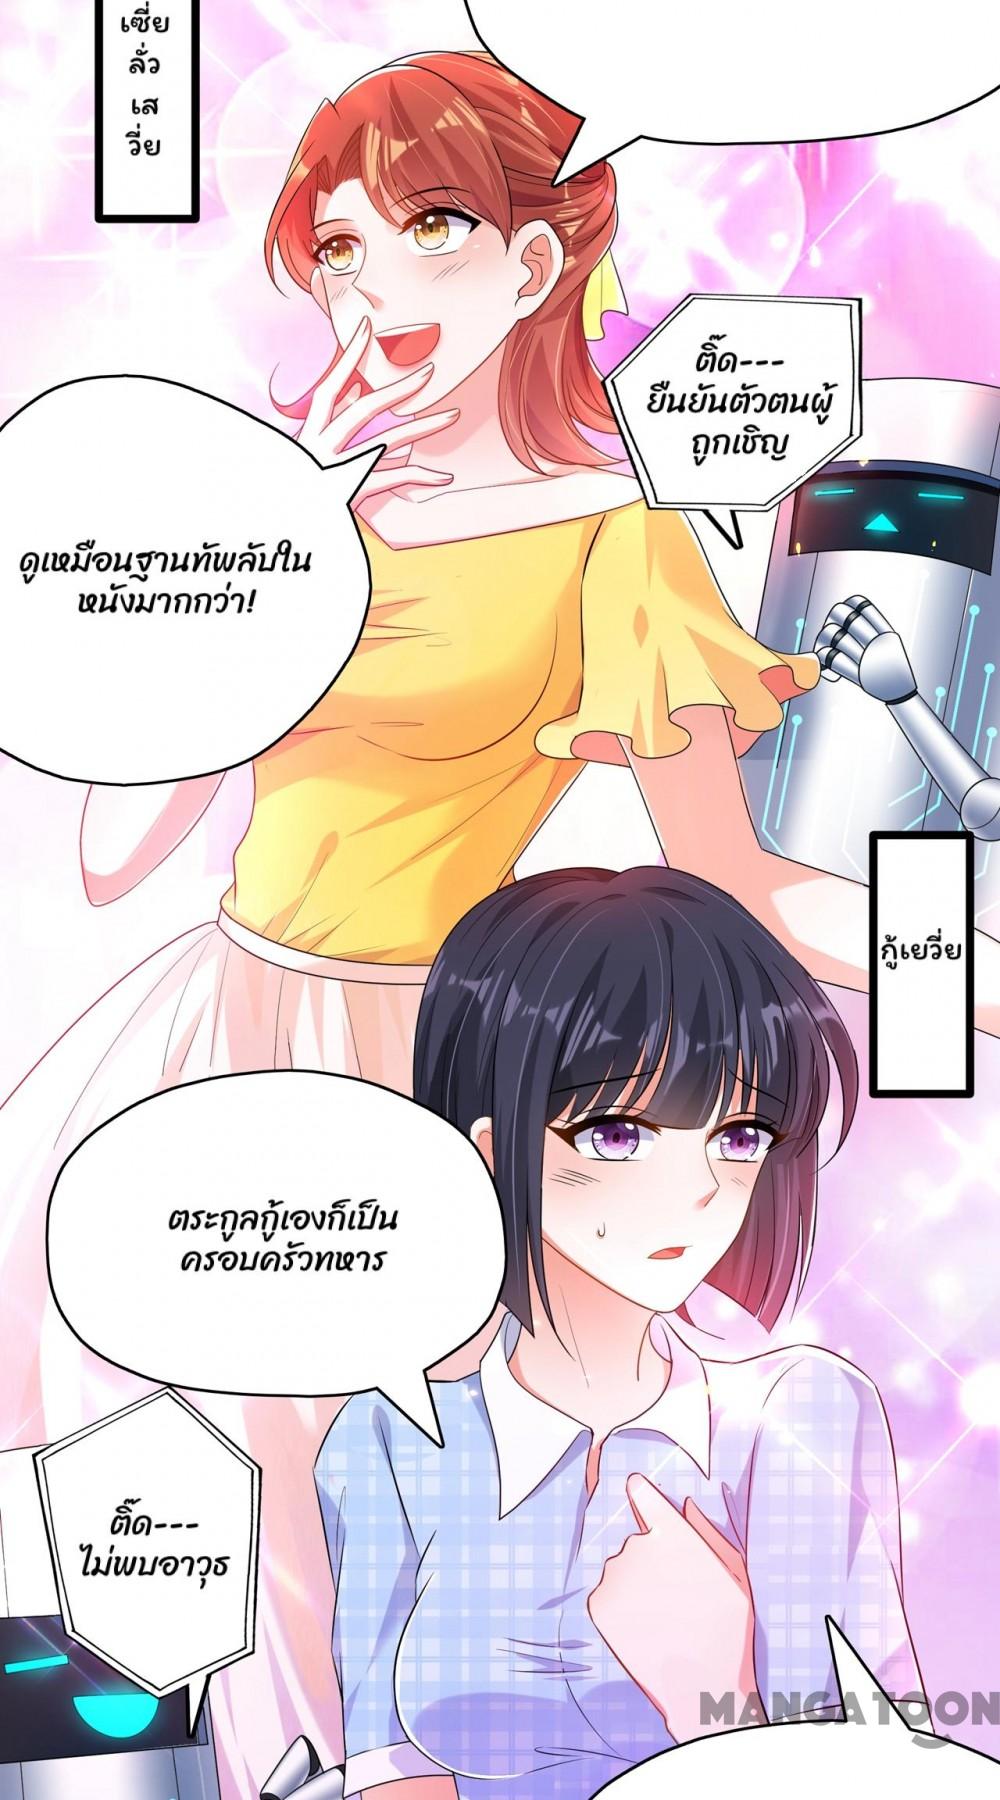 เซี่ย
ลั่ว
เส
วี่ย
ติ๊ด---
ยืนยันตัวตนผู้
ถูกเชิญ
ดูเหมือนฐานทัพลับใน
หนังมากกว่า!
กู้เยวี่ย
ตระกูลกู้เองก็เป็น
ครอบครัวทหาร
ติ๊ด---
ไม่พบอาวุธ
MANGATOON